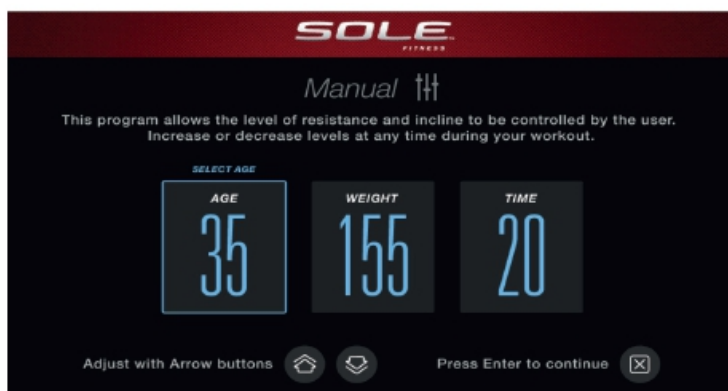 SOLE
FITNESS
Manual
This program allows the level of resistance and incline to be controlled by the user.
Increase or decrease levels at any time during your workout.
SELECT AGE
AGE
WEIGHT
TIME
35
155
20
Adjust with Arrow buttons
Press Enter to continue